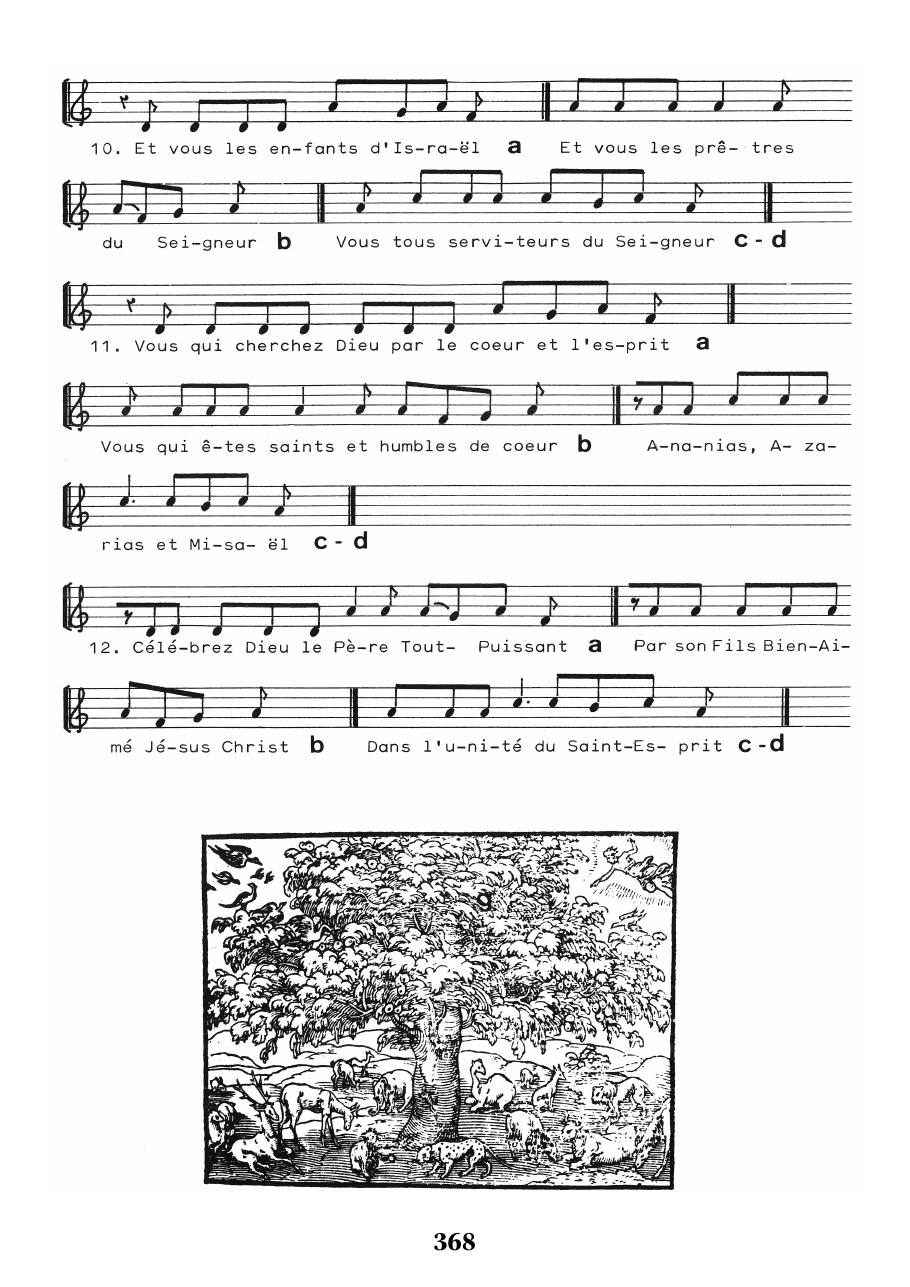 10. Et vous les en-fants d'Is-ra-ël a Et vous les prê- tres
du Sei-gneur b Vous tous servi-teurs du Sei-gneur c - d
11. Vous qui cherchez Dieu par le coeur et l'es-prit a
Vous qui ê-tes saints et humbles de coeur b A-na-nias, A- za-
rias et Mi-sa- ël c - d
12. Célé-brez Dieu le Pè-re Tout- Puissant a Par son Fils Bien-Ai-
mé Jé-sus Christ b Dans l'u-ni-té du Saint-Es- prit c - d
368